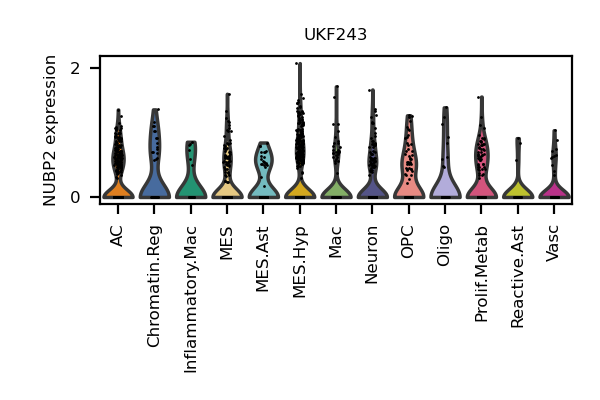 UKF243
NUBP2 expression
2
0
AC
Chromatin.Reg
Inflammatory.Mac
MES
MES.Ast
MES.Hyp
Mac
Neuron
OPC
Oligo
Prolif.Metab
Reactive.Ast
Vasc